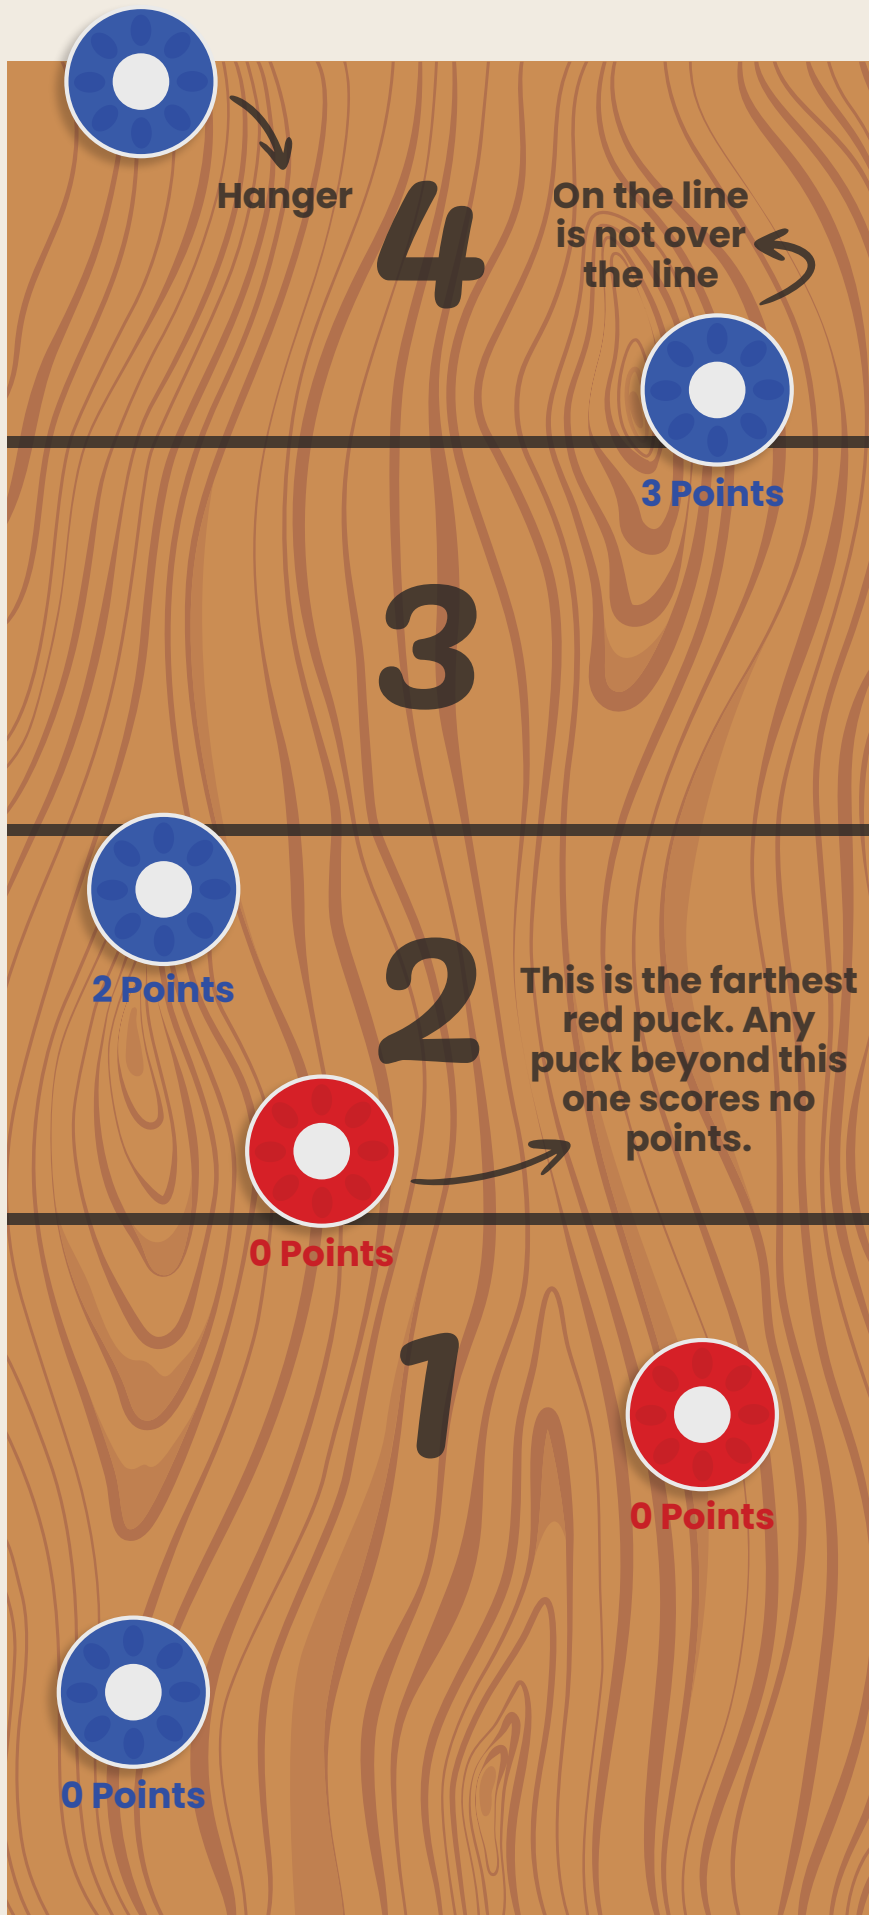 Hanger
4
On the line
is not over
the line
3 Points
3
2 Points
2
This is the farthest
red puck. Any
puck beyond this
one scores no
points.
0 Points
1
0 Points
0 Points